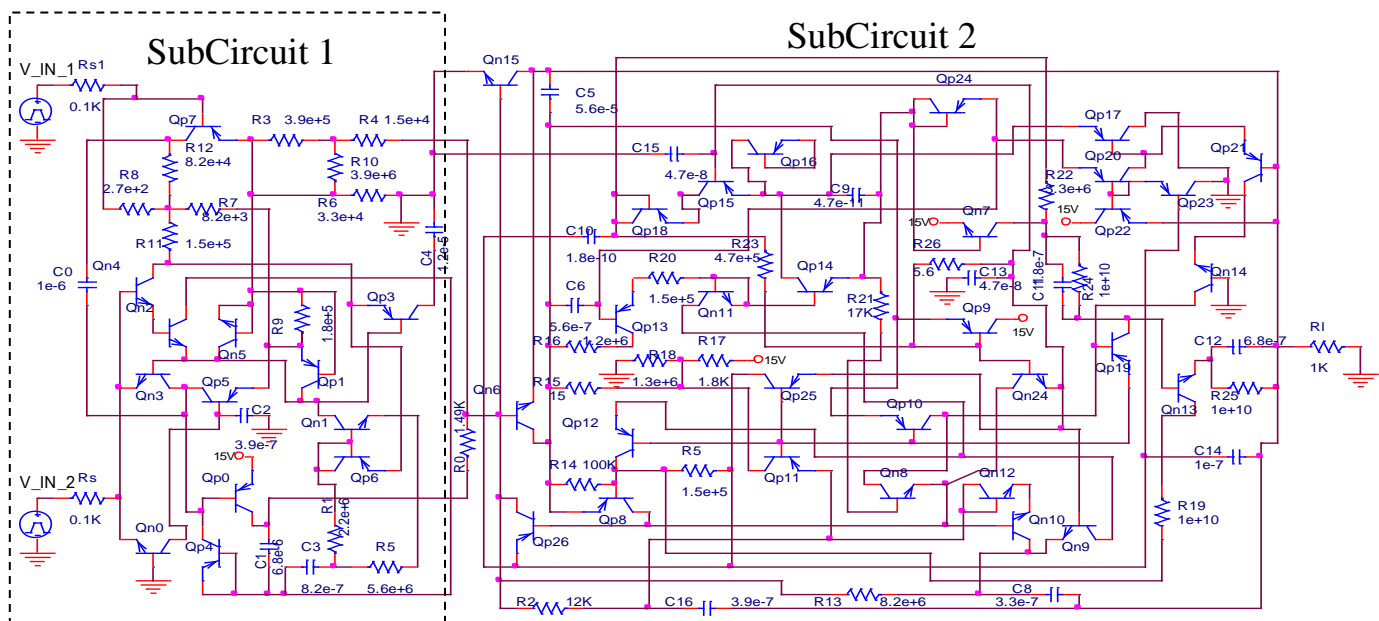 SubCircuit 1
SubCircuit 2
V_IN_1
Rs1
0.1K
Qp7
R3
3.9e+5
R4 1.5e+4
R12
8.2e+4
R10
3.9e+6
R8
2.7e+2
R7
8.2e+3
R6
3.3e+4
R11
1.5e+5
C4
1.2e-5
C0
1e-6
Qn4
Qn2
Qn5
R9
1.8e+5
Qp3
Qn3
Qp5
Qp1
C2
3.9e-7
Qn1
15V
Qp0
Qp6
V_IN_2
Rs
0.1K
Qn0
Qp4
C1
6.8e-6
R1
2.2e+6
C3
8.2e-7
R5
5.6e+6
Qn15
C5
5.6e-5
Qp24
Qp17
Qp20
Qp21
C15
4.7e-8
Qp16
Qp15
C9
4.7e-11
R22
3.3e+6
Qp23
Qp22
15V
Qp18
Qn7
15V
C10
1.8e-10
R23
4.7e+5
R26
5.6
C13
4.7e-8
C11
1.8e-7
R24
1e+10
Qn14
R20
1.5e+5
Qn11
Qp14
R21
17K
C6
5.6e-7
Qp13
Qp9
15V
R16
1.2e+6
R18
1.3e+6
R17
1.8K
15V
Qp19
C12
6.8e-7
Rl
1K
R15
15
Qn6
Qp25
Qn24
Qn13
R25
1e+10
Qp12
Qp10
R0
1.49K
R14 100K
R5
1.5e+5
Qp11
Qn8
Qn12
C14
1e-7
Qp8
Qp26
Qn10
Qn9
R19
1e+10
R2
12K
C16
3.9e-7
R13
8.2e+6
C8
3.3e-7